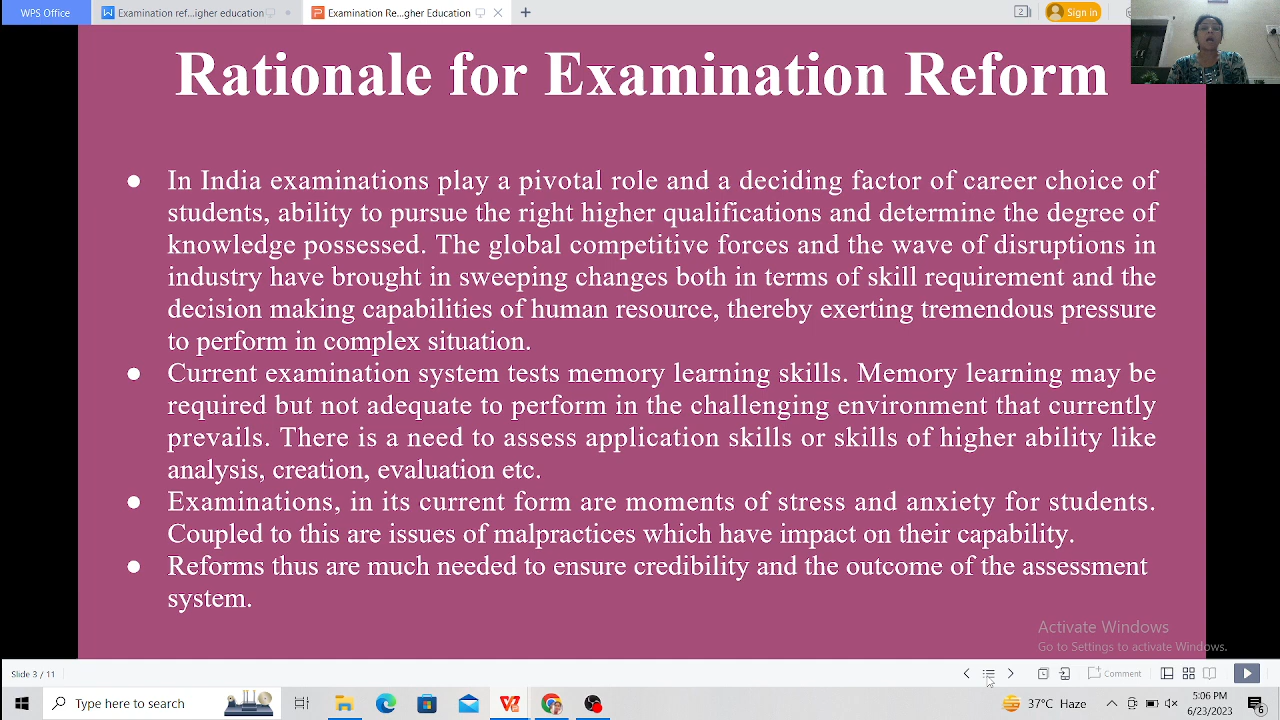 WPS Office
Examination ref...gher education
Examination Re...gher Education
+
2
Sign in
Rationale for Examination Reform
● In India examinations play a pivotal role and a deciding factor of career choice of
students, ability to pursue the right higher qualifications and determine the degree of
knowledge possessed. The global competitive forces and the wave of disruptions in
industry have brought in sweeping changes both in terms of skill requirement and the
decision making capabilities of human resource, thereby exerting tremendous pressure
to perform in complex situation.
● Current examination system tests memory learning skills. Memory learning may be
required but not adequate to perform in the challenging environment that currently
prevails. There is a need to assess application skills or skills of higher ability like
analysis, creation, evaluation etc.
● Examinations, in its current form are moments of stress and anxiety for students.
Coupled to this are issues of malpractices which have impact on their capability.
● Reforms thus are much needed to ensure credibility and the outcome of the assessment
system.
Activate Windows
Go to Settings to activate Windows.
Slide 3 / 11
Comment
Type here to search
37°C Haze
5:06 PM
6/23/2023
6